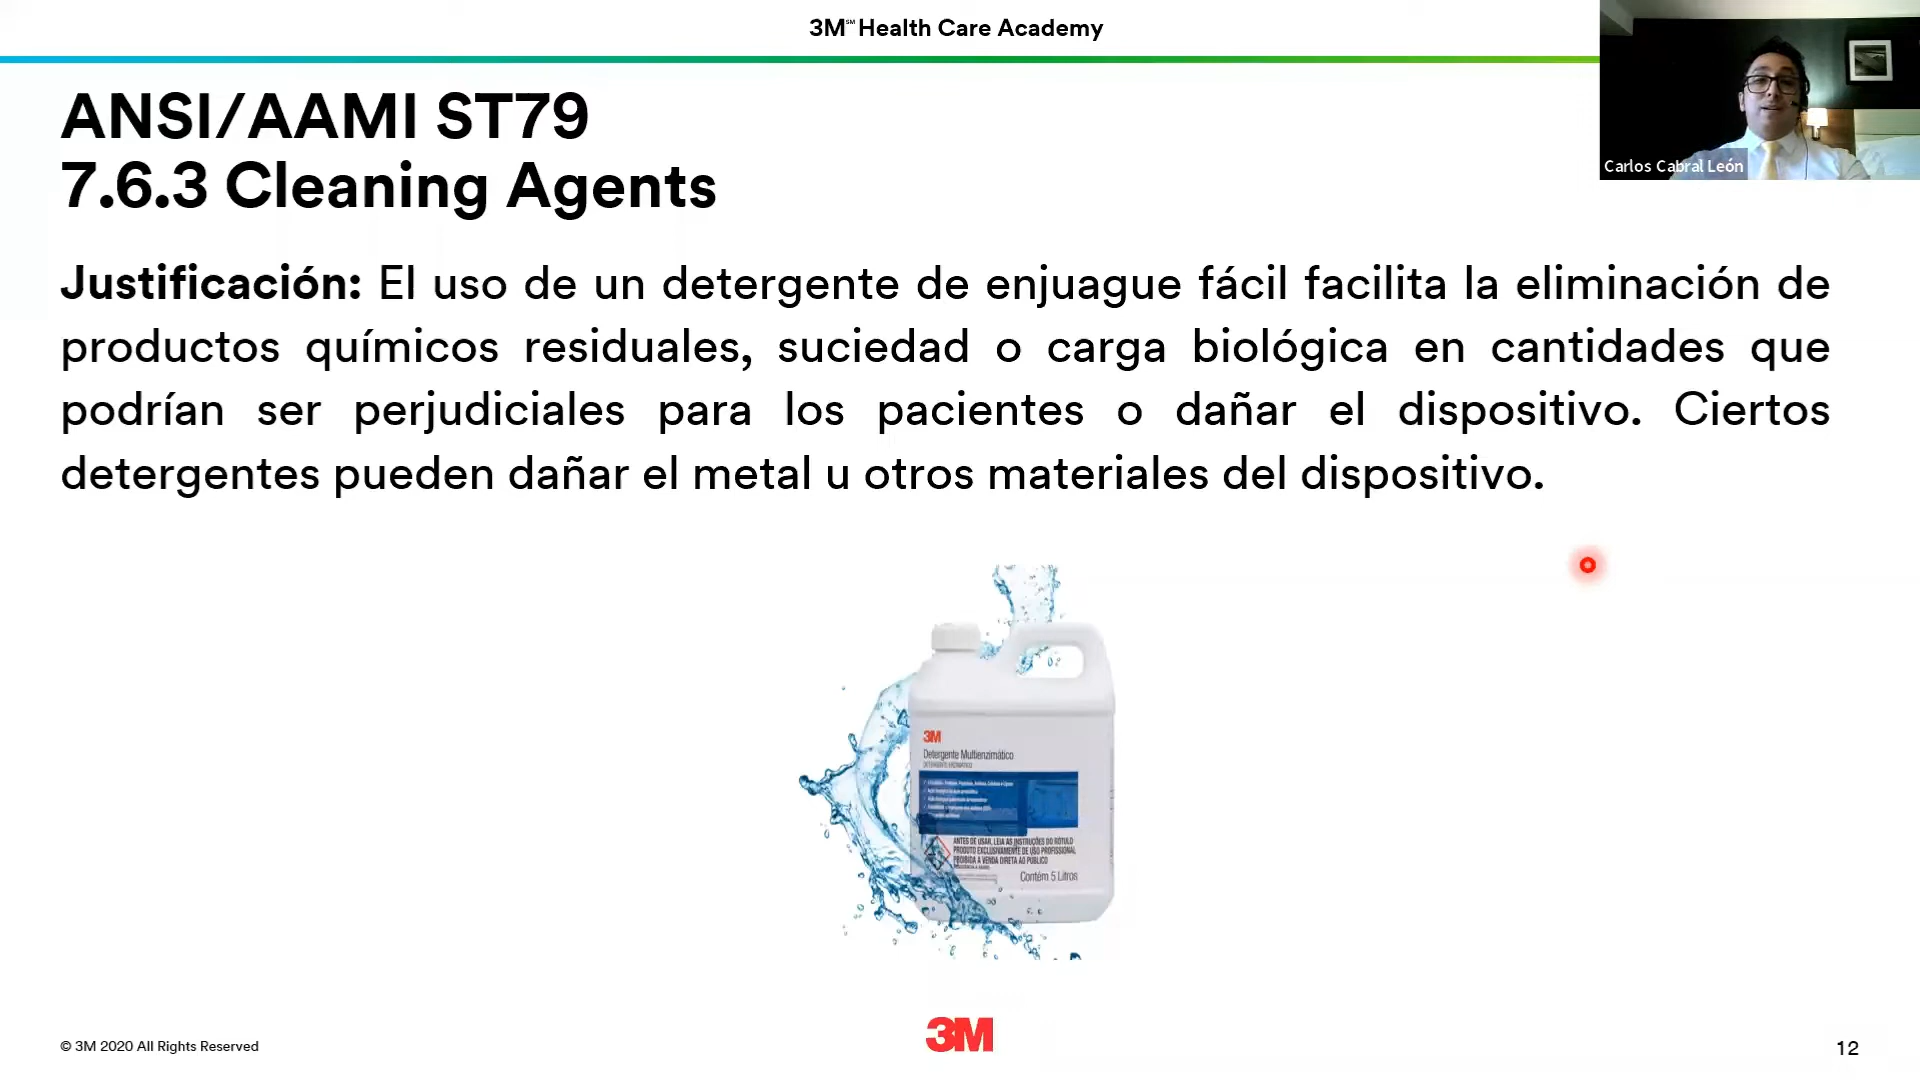 3M℠ Health Care Academy
Carlos Cabral León
ANSI/AAMI ST79
7.6.3 Cleaning Agents
Justificación: El uso de un detergente de enjuague fácil facilita la eliminación de
productos químicos residuales, suciedad o carga biológica en cantidades que
podrían ser perjudiciales para los pacientes o dañar el dispositivo. Ciertos
detergentes pueden dañar el metal u otros materiales del dispositivo.
3M
Detergente Multienzimático
DETERGENTE ENZIMÁTICO
ANTES DE USAR, LEIA AS INSTRUÇÕES DO RÓTULO
PRODUTO EXCLUSIVAMENTE DE USO PROFISSIONAL
PROIBIDA A VENDA DIRETA AO PÚBLICO
Contém 5 Litros
3M
© 3M 2020 All Rights Reserved
12